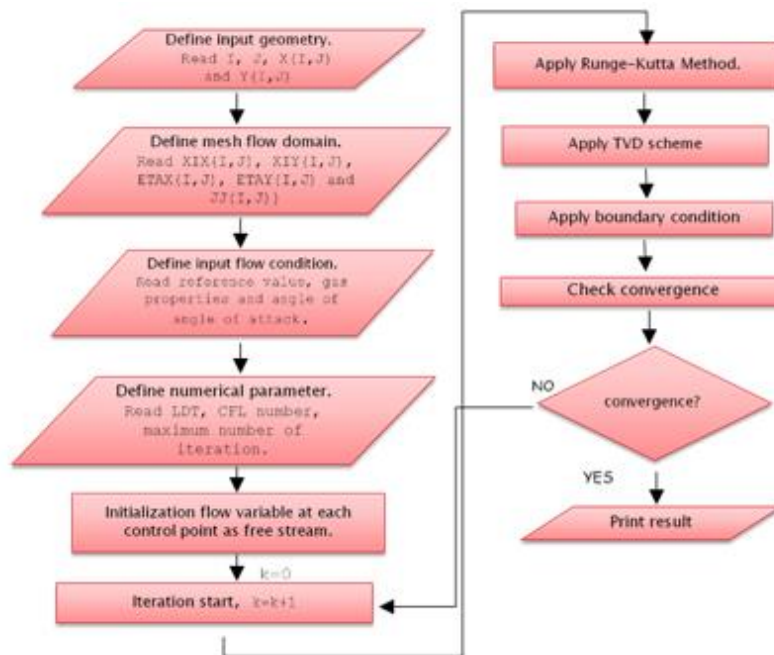 Define input geometry.
Read I, J, X(I,J)
and Y(I,J)
Define mesh flow domain.
Read XIX(I,J), XIY(I,J),
ETAX(I,J), ETAY(I,J) and
JJ(I,J))
Define input flow condition.
Read reference value, gas
properties and angle of
angle of attack.
Define numerical parameter.
Read LDT, CFL number,
maximum number of
iteration.
Initialization flow variable at each
control point as free stream.
k=0
Iteration start, k=k+1
Apply Runge-Kutta Method.
Apply TVD scheme
Apply boundary condition
Check convergence
convergence?
NO
YES
Print result